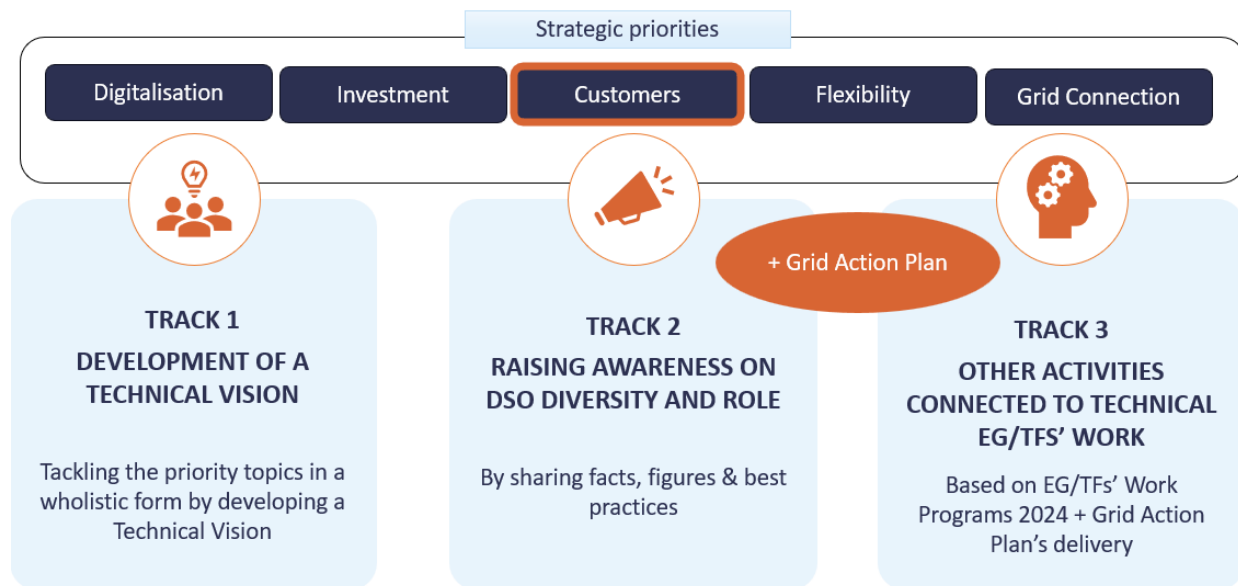 Strategic priorities
Digitalisation
Investment
Customers
Flexibility
Grid Connection
+ Grid Action Plan
TRACK 1
DEVELOPMENT OF A
TECHNICAL VISION
Tackling the priority topics in a
wholistic form by developing a
Technical Vision
TRACK 2
RAISING AWARENESS ON
DSO DIVERSITY AND ROLE
By sharing facts, figures & best
practices
TRACK 3
OTHER ACTIVITIES
CONNECTED TO TECHNICAL
EG/TFS’ WORK
Based on EG/TFs’ Work
Programs 2024 + Grid Action
Plan’s delivery